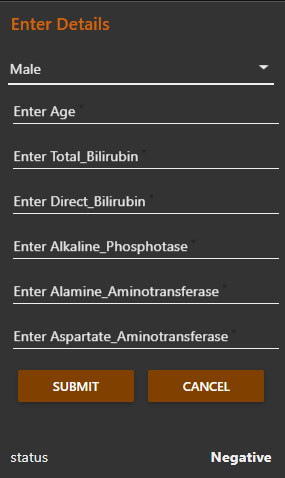 Enter Details
Male
Enter Age *
Enter Total_Bilirubin *
Enter Direct_Bilirubin *
Enter Alkaline_Phosphotase *
Enter Alamine_Aminotransferase *
Enter Aspartate_Aminotransferase *
SUBMIT CANCEL
status Negative